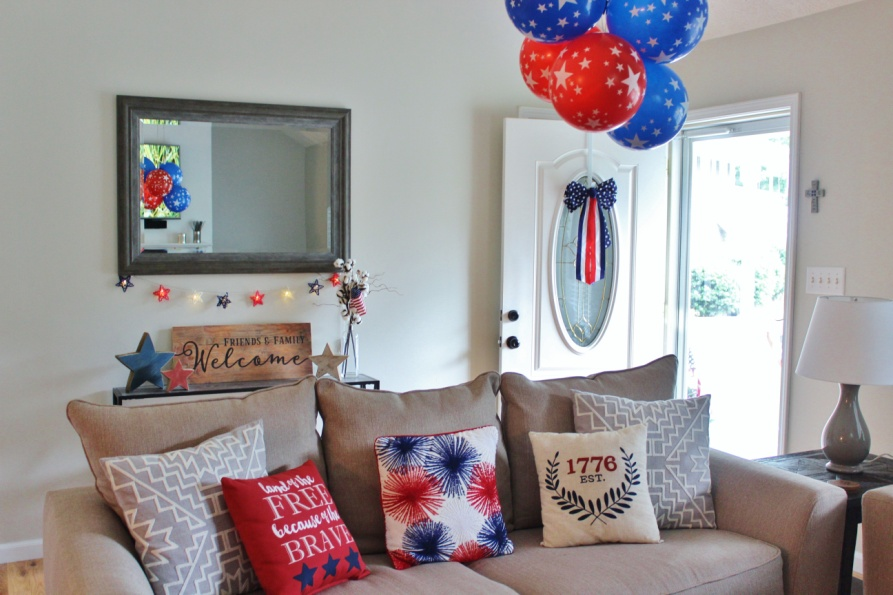 FRIENDS & FAMILY
Welcome
land of the
FREE
because of the
BRAVE
1776
EST.